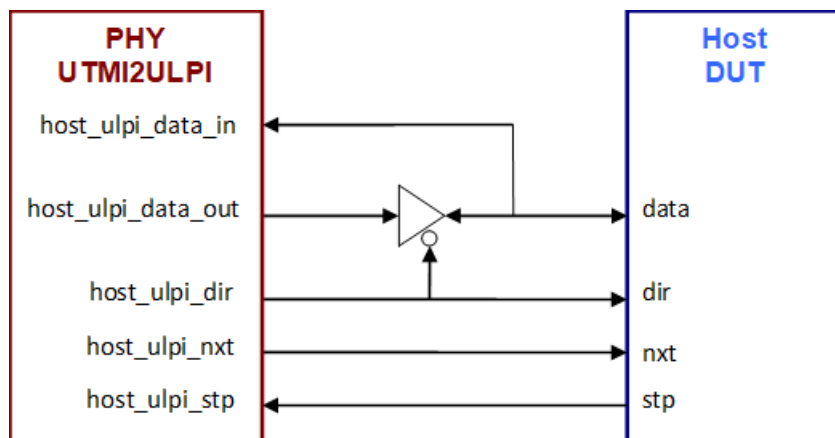 PHY
UTMI2ULPI
host_ulpi_data_in
host_ulpi_data_out
host_ulpi_dir
host_ulpi_nxt
host_ulpi_stp
Host
DUT
data
dir
nxt
stp